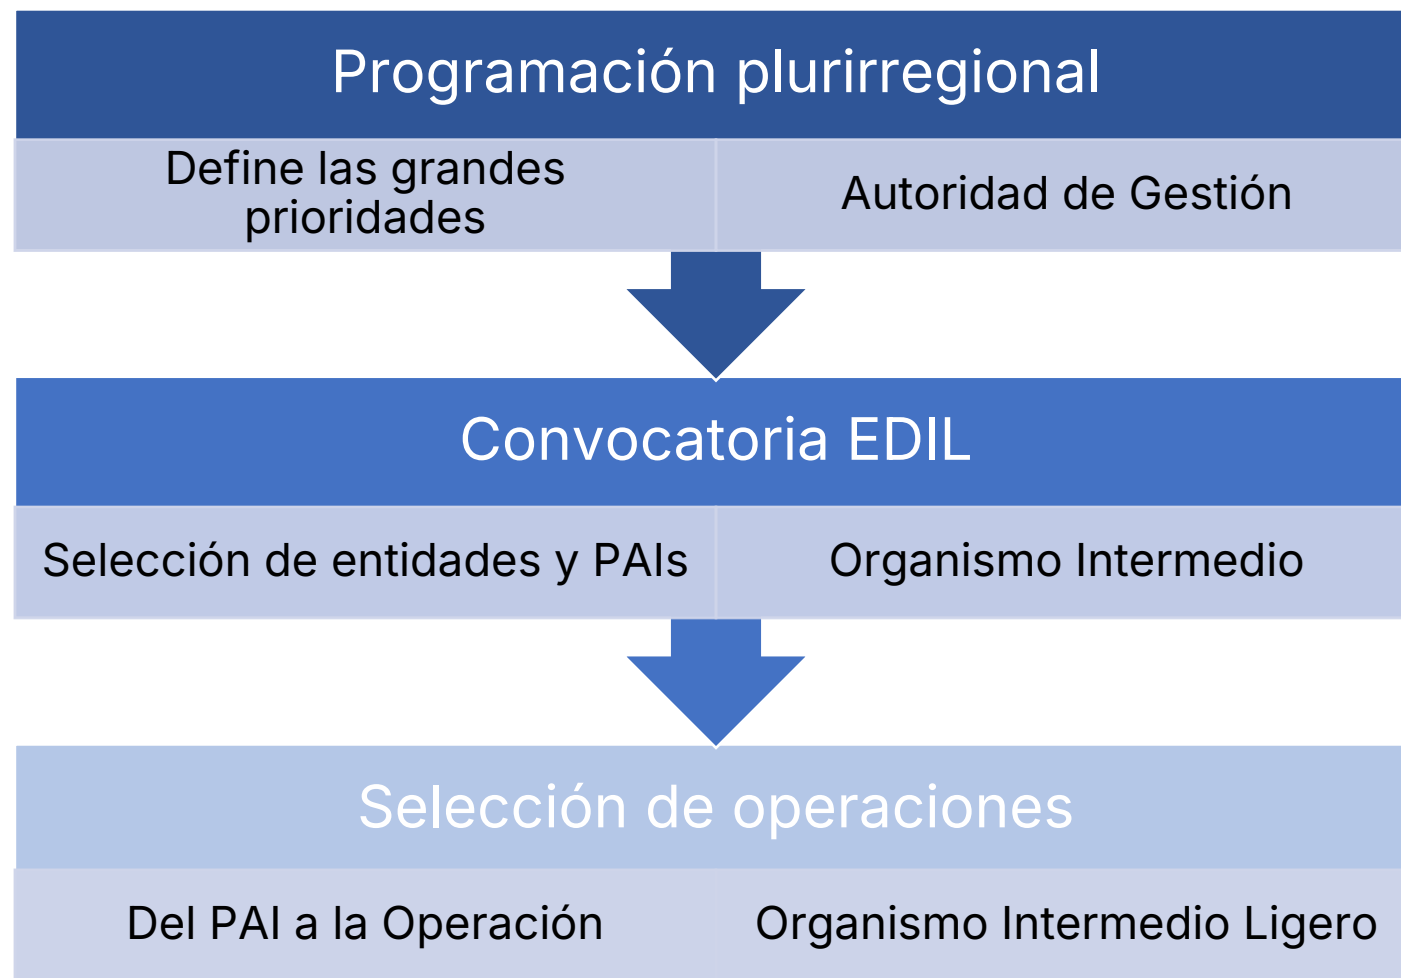 Programación plurirregional
Define las grandes
prioridades
Autoridad de Gestión
Convocatoria EDIL
Selección de entidades y PAIs
Organismo Intermedio
Selección de operaciones
Del PAI a la Operación
Organismo Intermedio Ligero